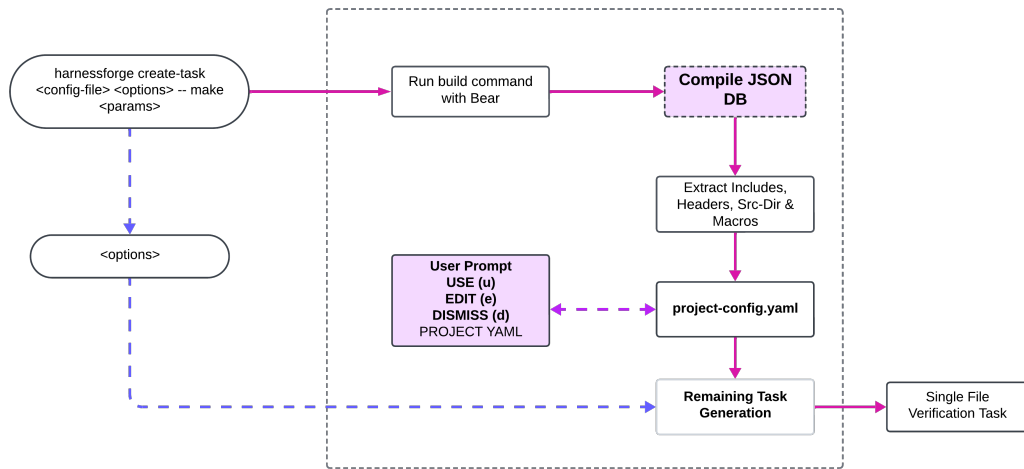 harnessforge create-task
<config-file> <options> -- make
<params>
Run build command
with Bear
Compile JSON
DB
Extract Includes,
Headers, Src-Dir &
Macros
<options>
User Prompt
USE (u)
EDIT (e)
DISMISS (d)
PROJECT YAML
project-config.yaml
Remaining Task
Generation
Single File
Verification Task